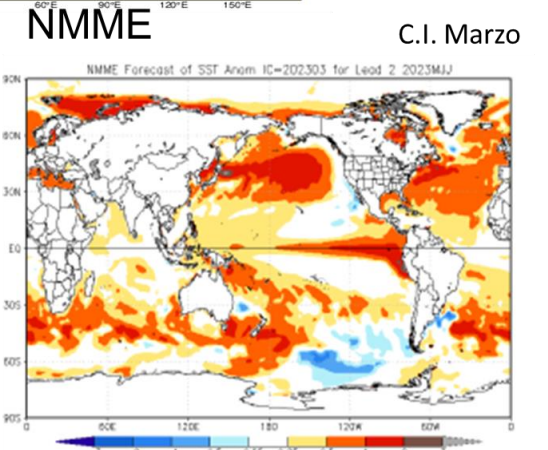 60°E 90°E 120°E 150°E
NMME
C.I. Marzo
NMME Forecast of SST Anom IC=202303 for Lead 2 2023MJJ
90N
60N
30N
EQ
30S
60S
90S
0 60E 120E 180 120W 60W 0